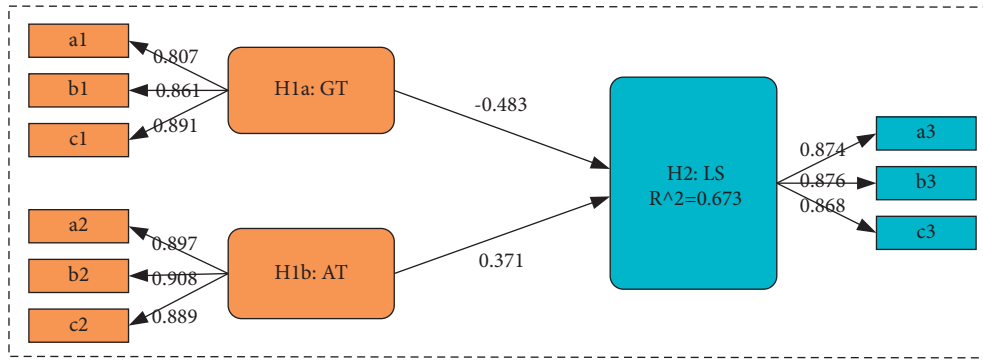 a1
0.807
b1
0.861
c1
0.891
H1a: GT
-0.483
a2
0.897
b2
0.908
c2
0.889
H1b: AT
0.371
H2: LS
R^2=0.673
a3
0.874
b3
0.876
c3
0.868